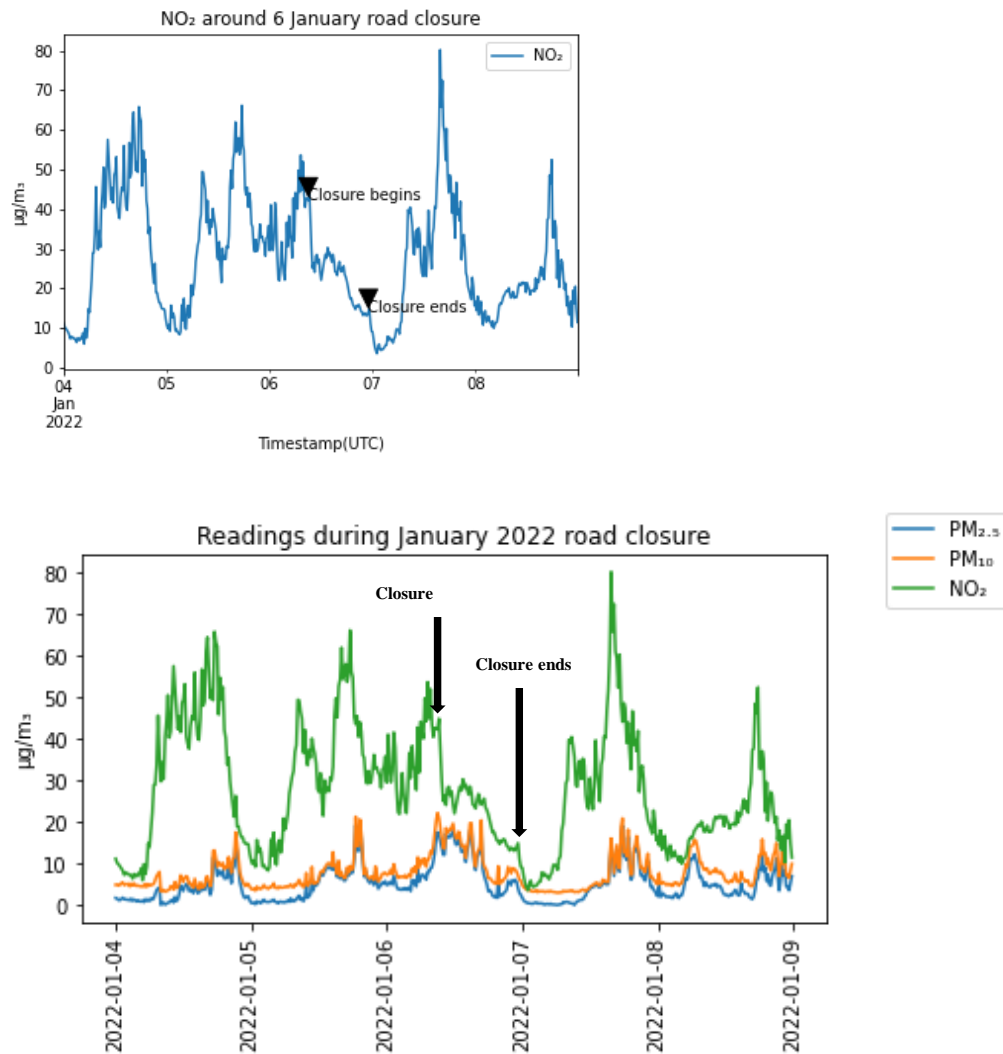 NO₂ around 6 January road closure
NO₂
80
70
60
50
40
30
20
10
0
µg/m₃
Closure begins
Closure ends
04 05 06 07 08
Jan
2022
Timestamp(UTC)
Readings during January 2022 road closure
PM₂.₅
PM₁₀
NO₂
80
70
60
50
40
30
20
10
0
µg/m₃
Closure
Closure ends
2022-01-04
2022-01-05
2022-01-06
2022-01-07
2022-01-08
2022-01-09